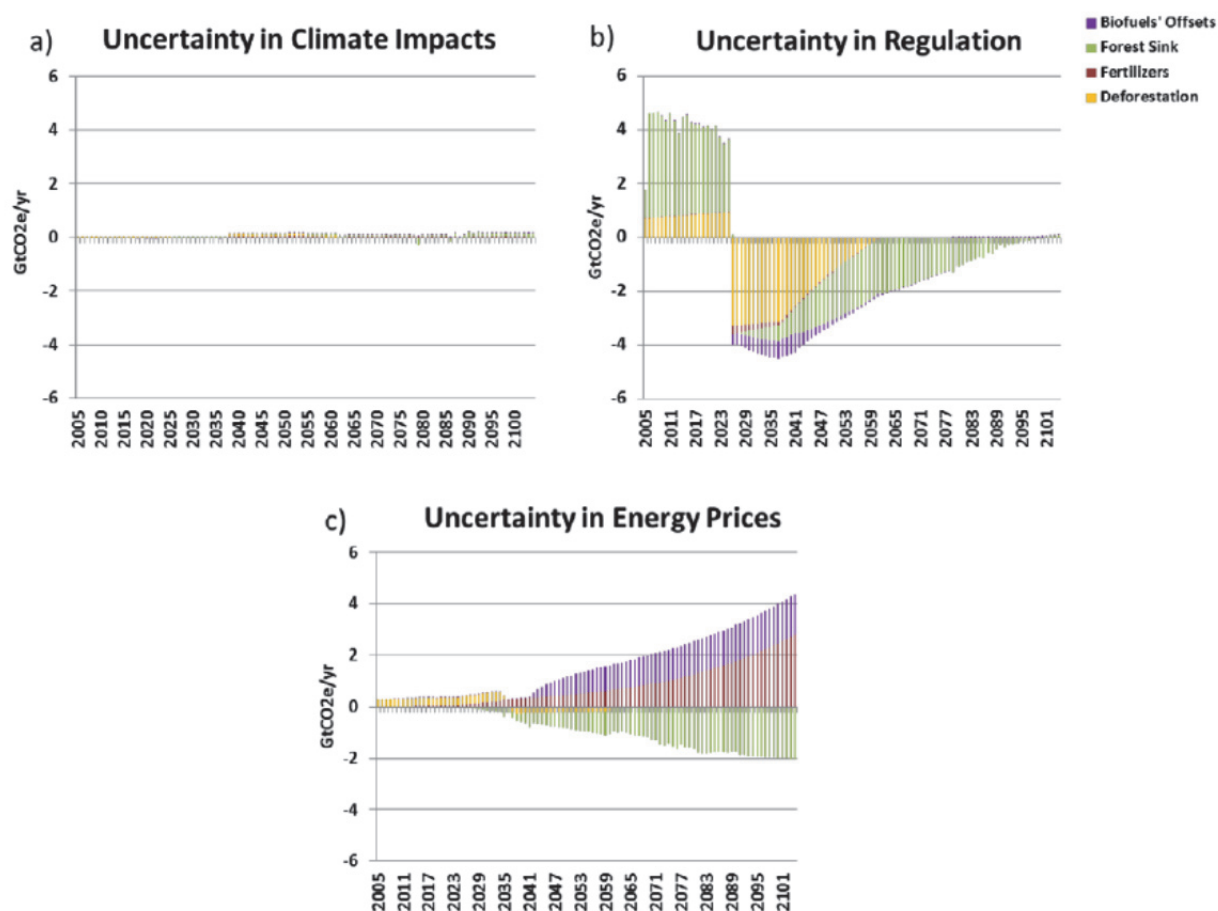 a) Uncertainty in Climate Impacts
6
4
2
0
-2
-4
-6
GtCO2e/yr
2005 2010 2015 2020 2025 2030 2035 2040 2045 2050 2055 2060 2065 2070 2075 2080 2085 2090 2095 2100
b) Uncertainty in Regulation
6
4
2
0
-2
-4
-6
GtCO2e/yr
2005 2011 2017 2023 2029 2035 2041 2047 2053 2059 2065 2071 2077 2083 2089 2095 2101
Biofuels' Offsets
Forest Sink
Fertilizers
Deforestation
c) Uncertainty in Energy Prices
6
4
2
0
-2
-4
-6
GtCO2e/yr
2005 2011 2017 2023 2029 2035 2041 2047 2053 2059 2065 2071 2077 2083 2089 2095 2101